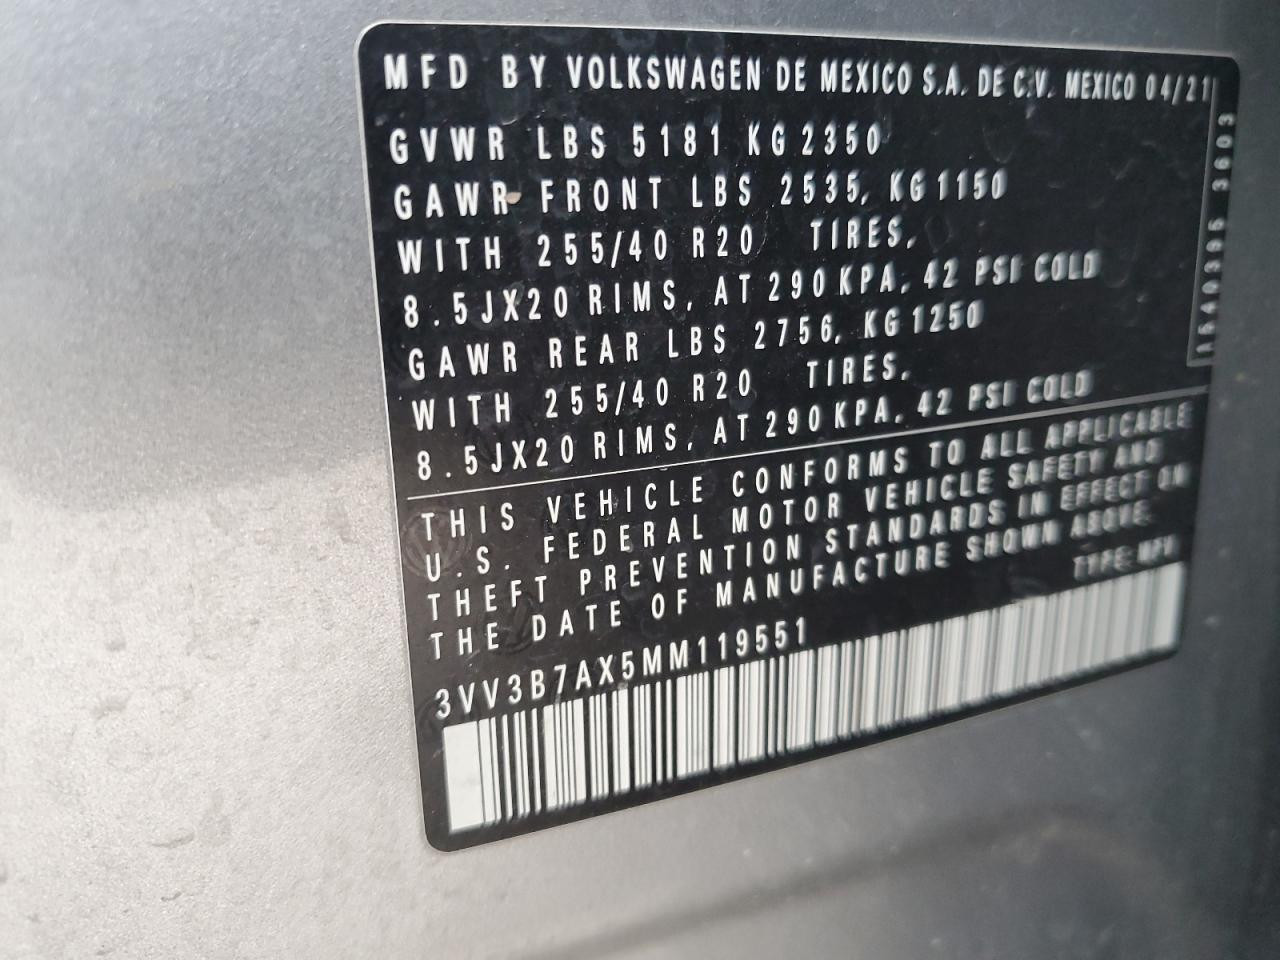 MFD BY VOLKSWAGEN DE MEXICO S.A. DE C.V. MEXICO 04/21
GVWR LBS 5181 KG 2350
GAWR FRONT LBS 2535, KG 1150
WITH 255/40 R20 TIRES,
8.5JX20 RIMS, AT 290 KPA, 42 PSI COLD
GAWR REAR LBS 2756, KG 1250
WITH 255/40 R20 TIRES,
8.5JX20 RIMS, AT 290 KPA, 42 PSI COLD
THIS VEHICLE CONFORMS TO ALL APPLICABLE
U.S. FEDERAL MOTOR VEHICLE SAFETY AND
THEFT PREVENTION STANDARDS IN EFFECT ON
THE DATE OF MANUFACTURE SHOWN ABOVE.
TYPE: MPV
3VV3B7AX5MM119551